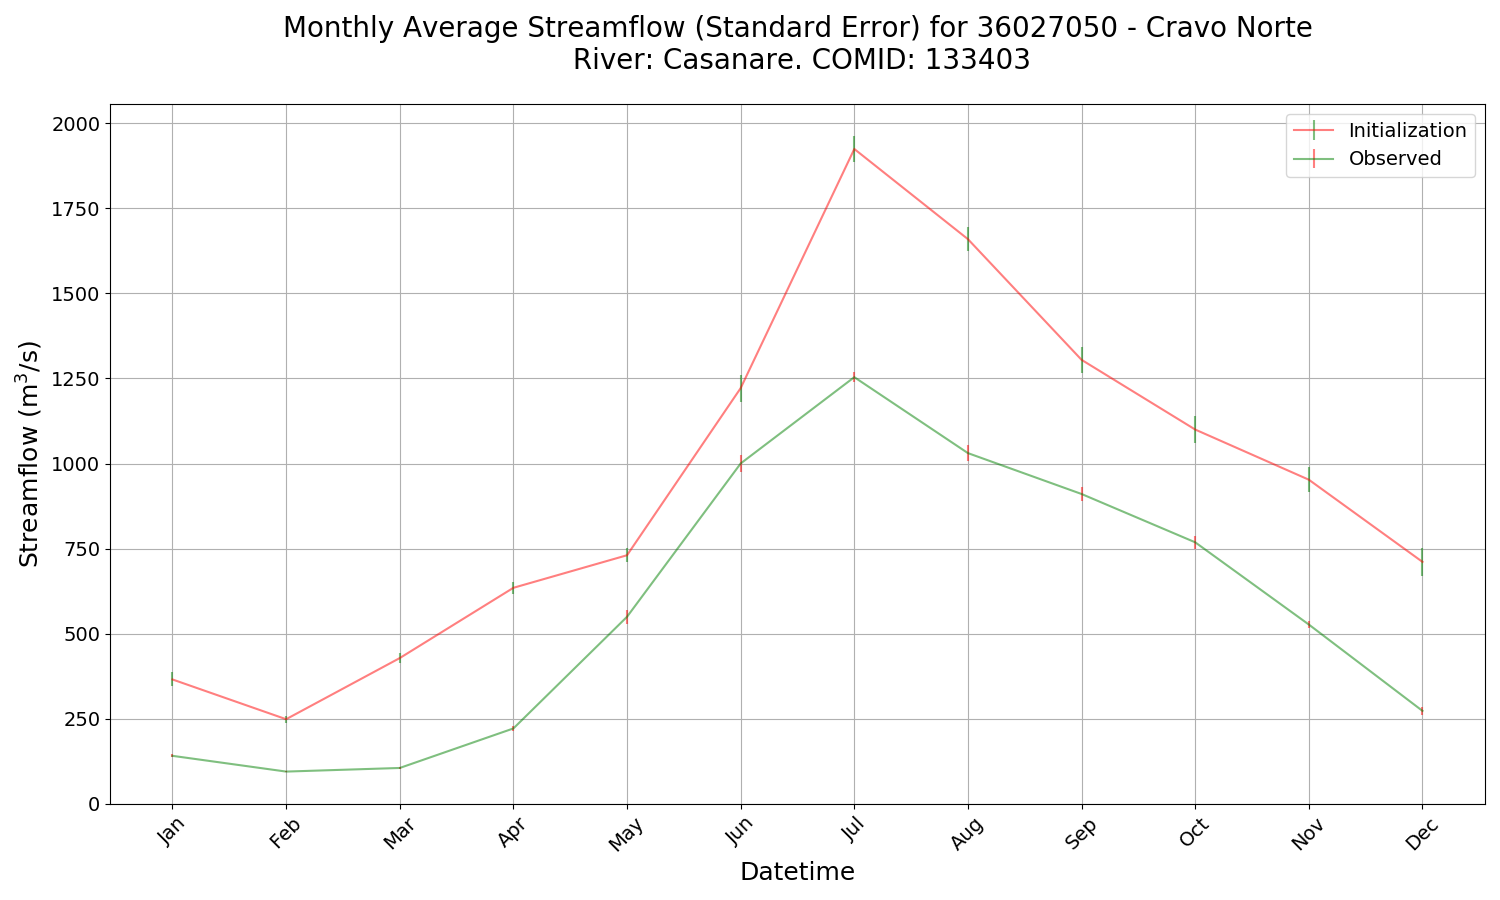 Monthly Average Streamflow (Standard Error) for 36027050 - Cravo Norte
River: Casanare. COMID: 133403
Initialization
Observed
2000
1750
1500
1250
1000
750
500
250
0
Streamflow (m³/s)
Jan
Feb
Mar
Apr
May
Jun
Jul
Aug
Sep
Oct
Nov
Dec
Datetime